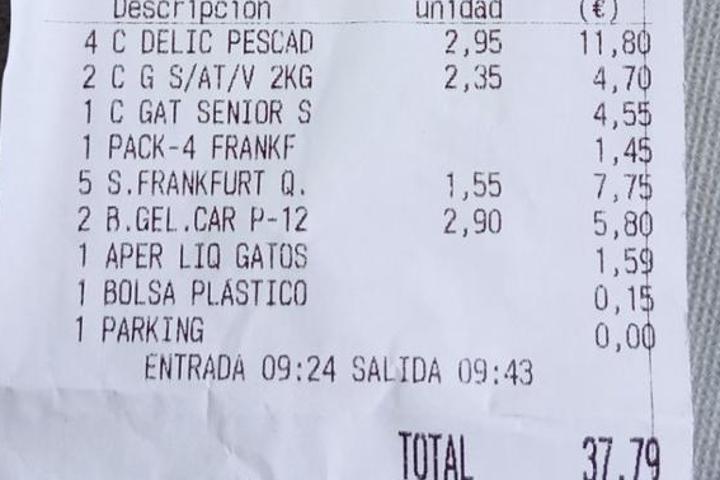 Descripción unidad (€)
4 C DELIC PESCAD 2,95 11,80
2 C G S/AT/V 2KG 2,35 4,70
1 C GAT SENIOR S 4,55
1 PACK-4 FRANKF 1,45
5 S.FRANKFURT Q. 1,55 7,75
2 B.GEL.CAR P-12 2,90 5,80
1 APER LIQ GATOS 1,59
1 BOLSA PLÁSTICO 0,15
1 PARKING 0,00
ENTRADA 09:24 SALIDA 09:43
TOTAL 37,79